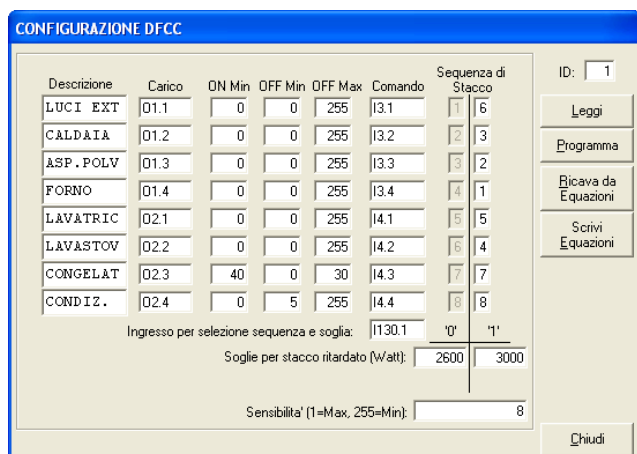 CONFIGURAZIONE DFCC
Sequenza di
Descrizione Carico ON Min OFF Min OFF Max Comando Stacco
LUCI EXT O1.1 0 0 255 I3.1 1 6
CALDAIA O1.2 0 0 255 I3.2 2 3
ASP.POLV O1.3 0 0 255 I3.3 3 2
FORNO O1.4 0 0 255 I3.4 4 1
LAVATRIC O2.1 0 0 255 I4.1 5 5
LAVASTOV O2.2 0 0 255 I4.2 6 4
CONGELAT O2.3 40 0 30 I4.3 7 7
CONDIZ. O2.4 0 5 255 I4.4 8 8
Ingresso per selezione sequenza e soglia: I130.1 '0' '1'
Soglie per stacco ritardato (Watt): 2600 3000
Sensibilita' (1=Max, 255=Min): 8
ID: 1
Leggi
Programma
Ricava da
Equazioni
Scrivi
Equazioni
Chiudi